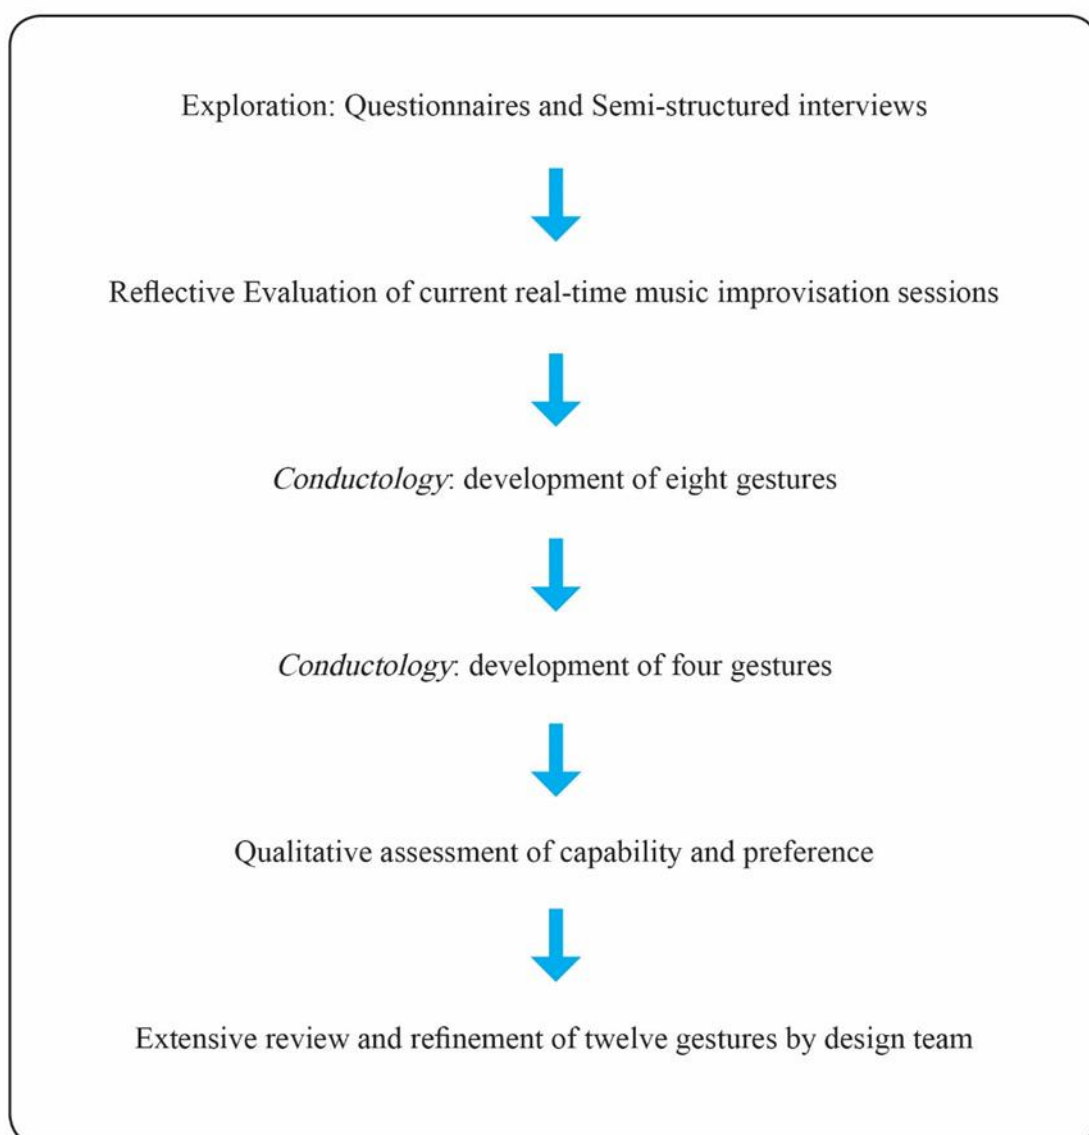 Exploration: Questionnaires and Semi-structured interviews
Reflective Evaluation of current real-time music improvisation sessions
Conductology: development of eight gestures
Conductology: development of four gestures
Qualitative assessment of capability and preference
Extensive review and refinement of twelve gestures by design team